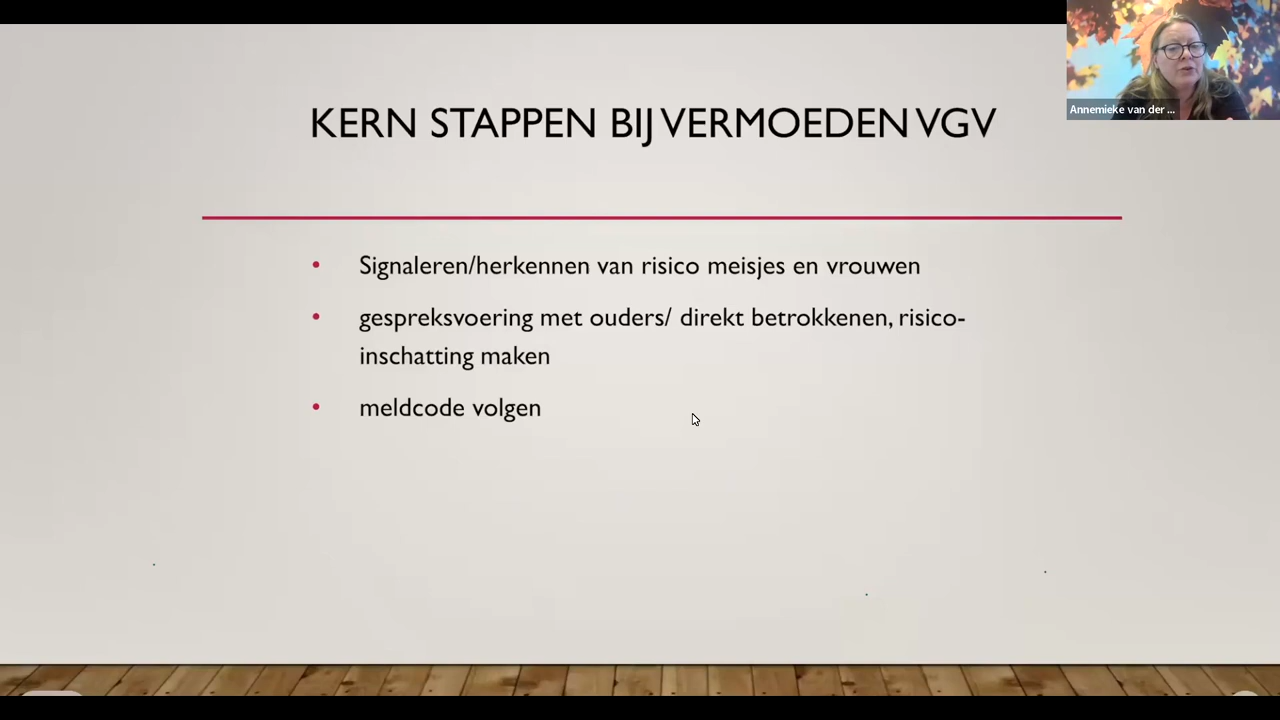 KERN STAPPEN BIJ VERMOEDEN VGV
Annemieke van der ...
• Signaleren/herkennen van risico meisjes en vrouwen
• gespreksvoering met ouders/ direkt betrokkenen, risico-
inschatting maken
• meldcode volgen